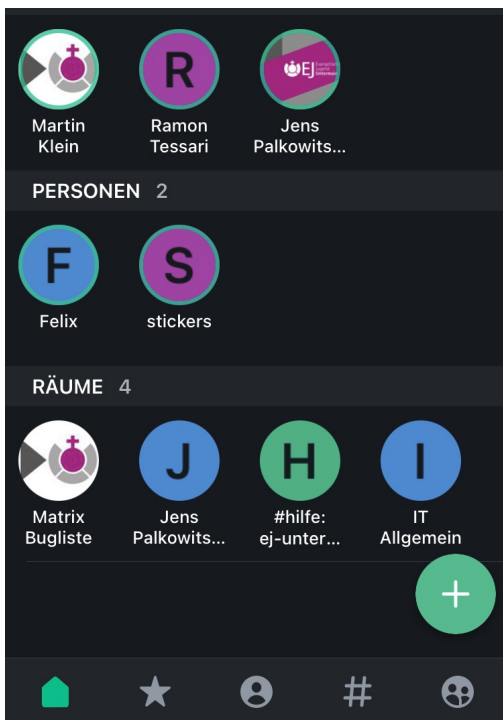 EJ
Martin
Klein
R
Ramon
Tessari
Jens
Palkowits...
PERSONEN 2
F
Felix
S
stickers
RÄUME 4
Matrix
Bugliste
J
Jens
Palkowits...
H
#hilfe:
ej-unter...
I
IT
Allgemein